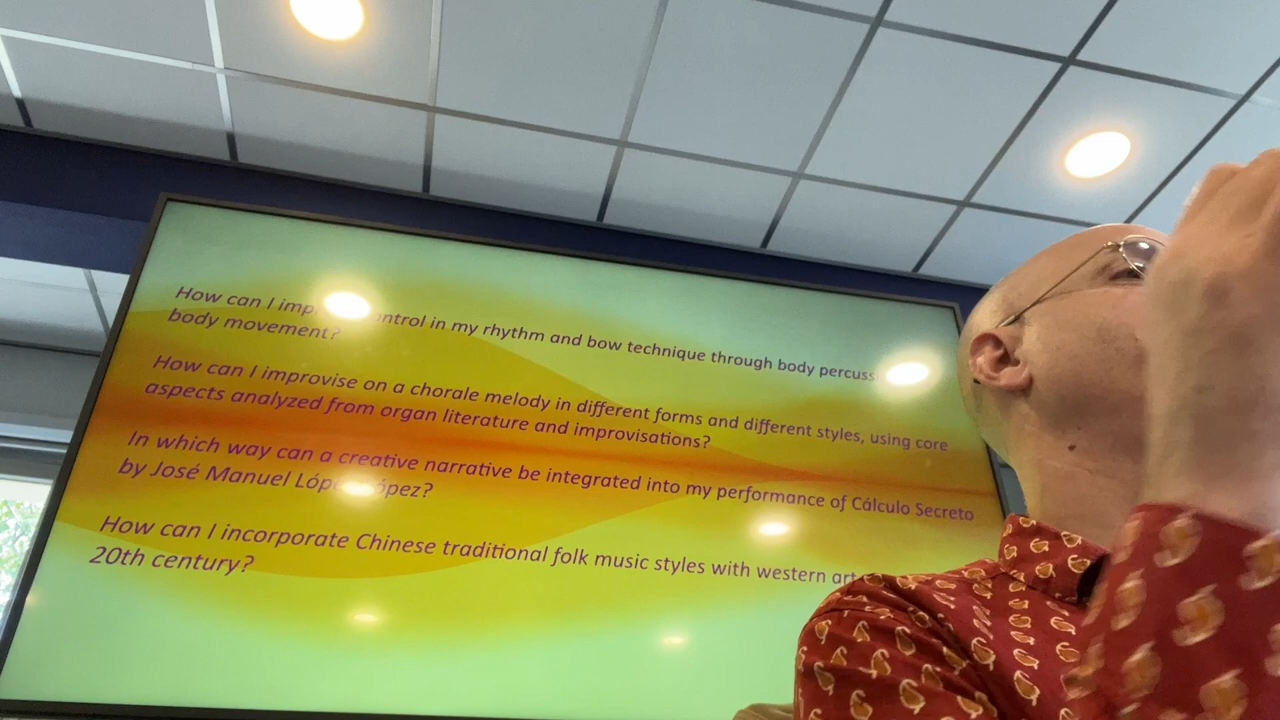 How can I imp ontrol in my rhythm and bow technique through body percuss
body movement?
How can I improvise on a chorale melody in different forms and different styles, using core
aspects analyzed from organ literature and improvisations?
In which way can a creative narrative be integrated into my performance of Cálculo Secreto
by José Manuel López López?
How can I incorporate Chinese traditional folk music styles with western art
20th century?